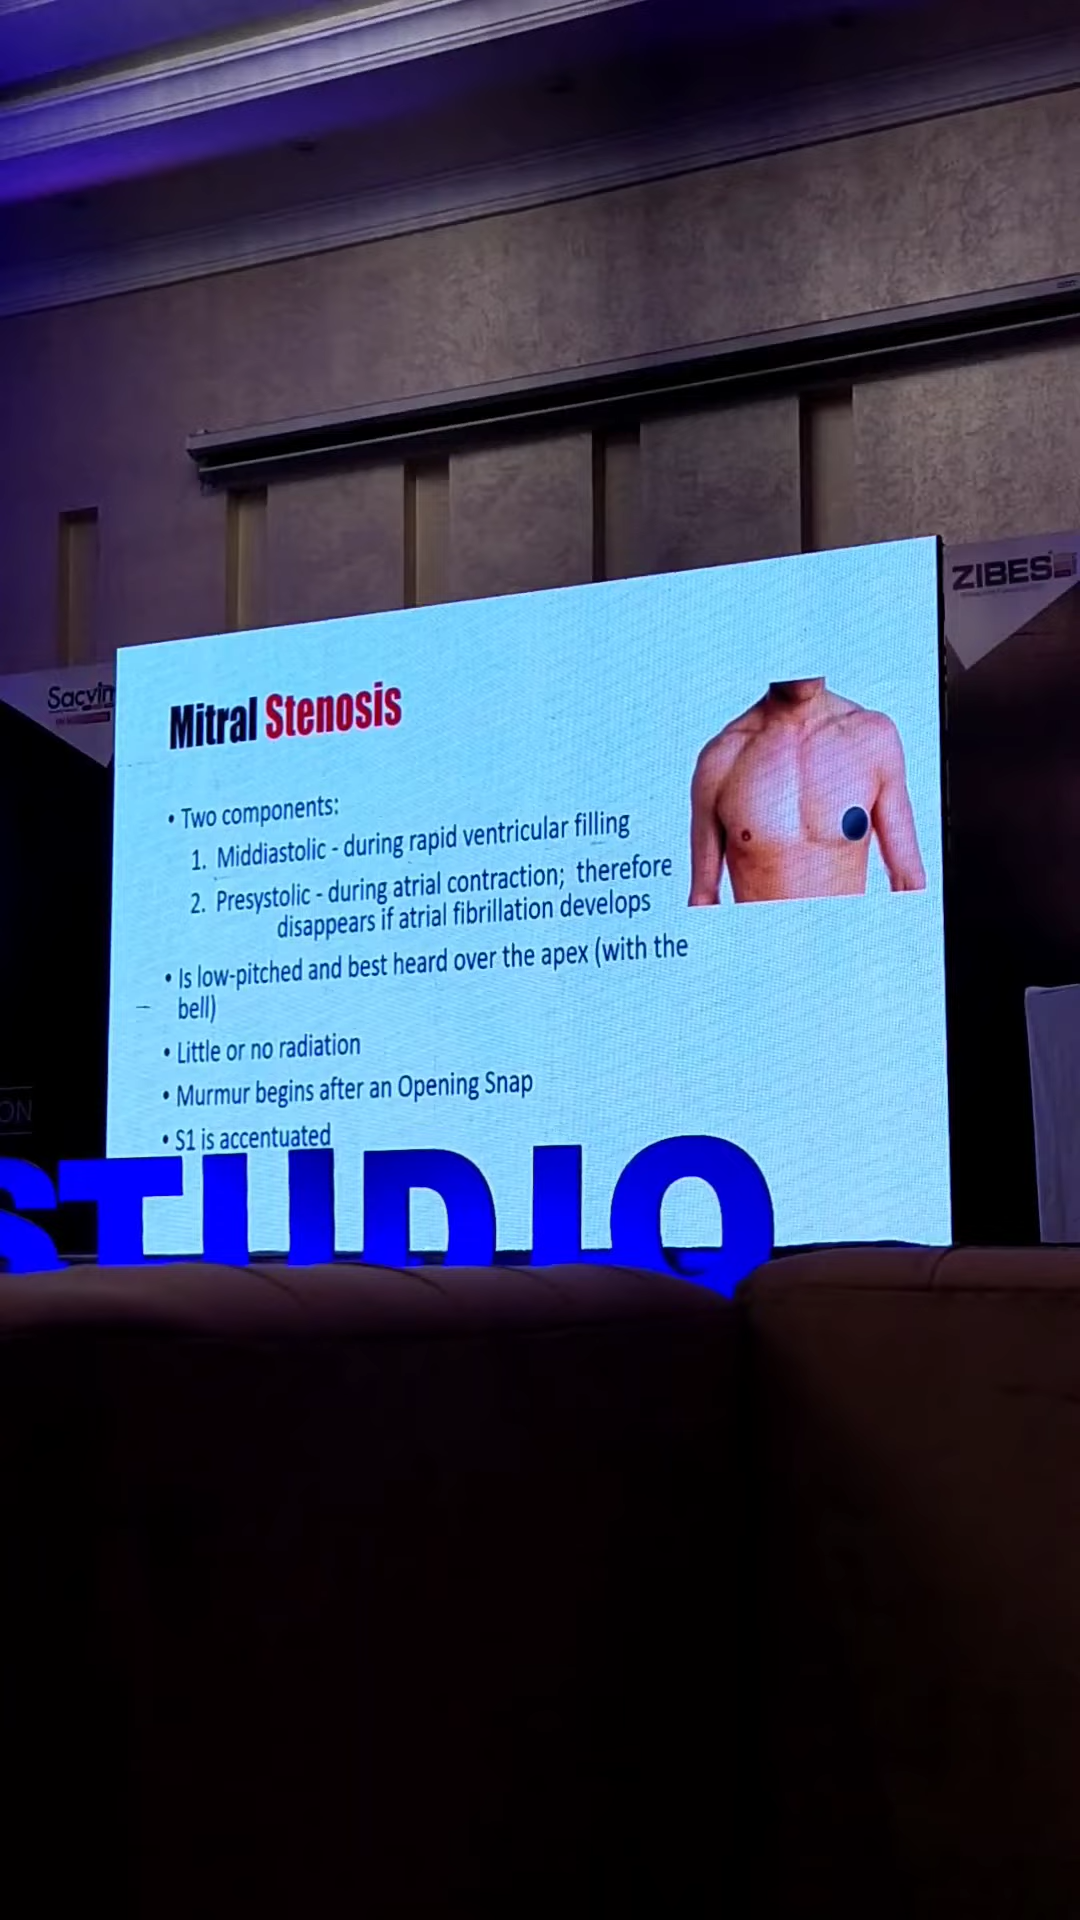 ZIBES
Sacvin
Mitral Stenosis
• Two components:
1. Middiastolic - during rapid ventricular filling
2. Presystolic - during atrial contraction; therefore
disappears if atrial fibrillation develops
• Is low-pitched and best heard over the apex (with the
bell)
• Little or no radiation
• Murmur begins after an Opening Snap
• S1 is accentuated
ON
STUDIO